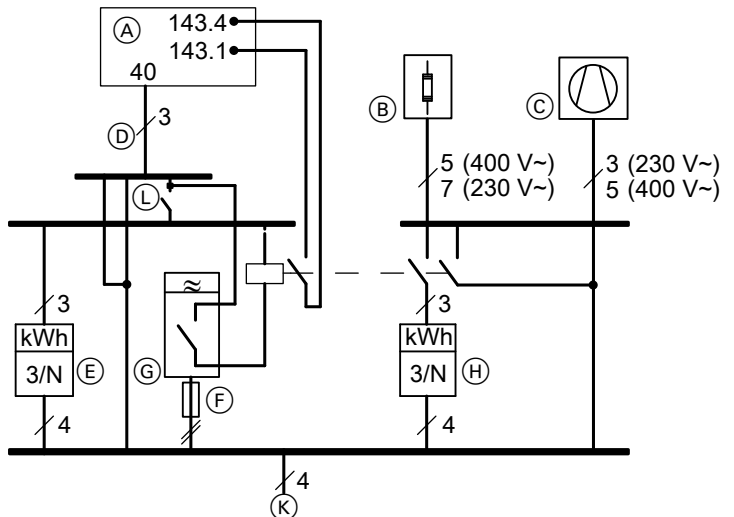 A
143.4
143.1
40
B
C
D
3
5 (400 V~)
7 (230 V~)
3 (230 V~)
5 (400 V~)
L
≈
3
kWh
3/N
E
4
G
F
3
kWh
3/N
H
4
4
K